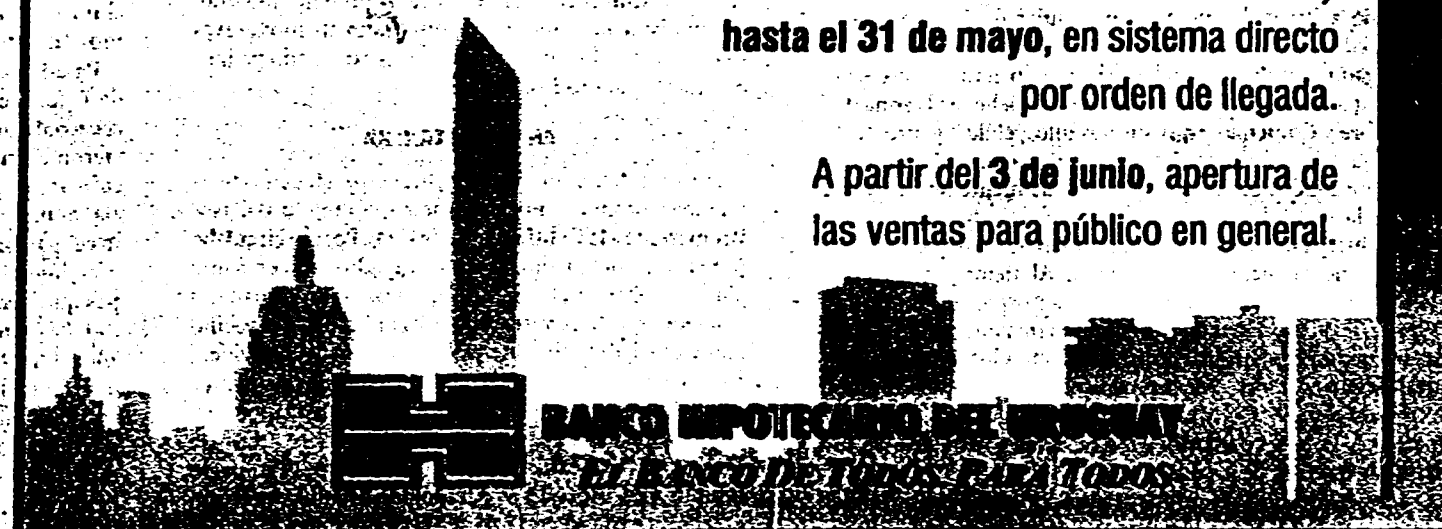 hasta el 31 de mayo, en sistema directo
por orden de llegada.
A partir del 3 de junio, apertura de
las ventas para público en general.
BANCO HIPOTECARIO DEL URUGUAY
EL BANCO DE TODOS PARA TODOS